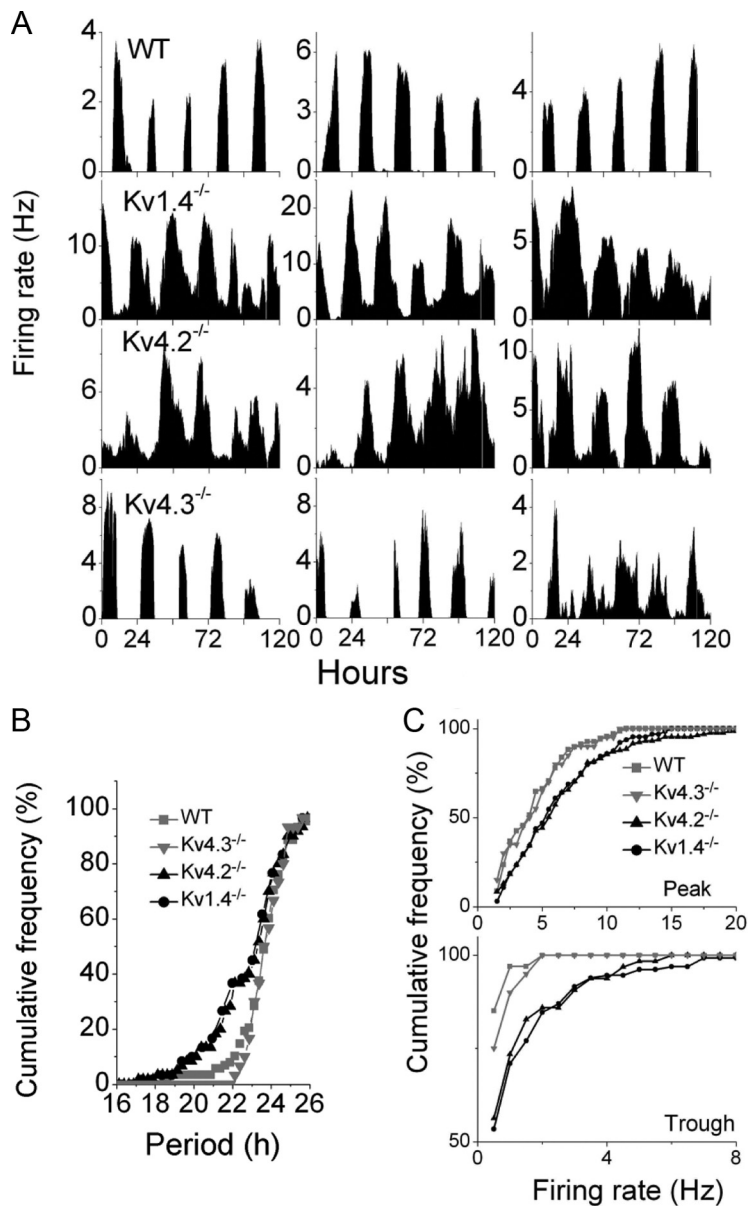 A
WT
4
2
0
6
3
0
4
0
Kv1.4-/-
10
0
20
10
0
5
0
Kv4.2-/-
6
0
4
0
10
5
0
Kv4.3-/-
8
4
0
8
4
0
4
2
0
0 24 72 120
0 24 72 120
0 24 72 120
Firing rate (Hz)
Hours
B
100
80
60
40
20
0
WT
Kv4.3-/-
Kv4.2-/-
Kv1.4-/-
16 18 20 22 24 26
Cumulative frequency (%)
Period (h)
C
100
50
0
WT
Kv4.3-/-
Kv4.2-/-
Kv1.4-/-
Peak
0 5 10 15 20
100
50
Trough
0 4 8
Cumulative frequency (%)
Firing rate (Hz)